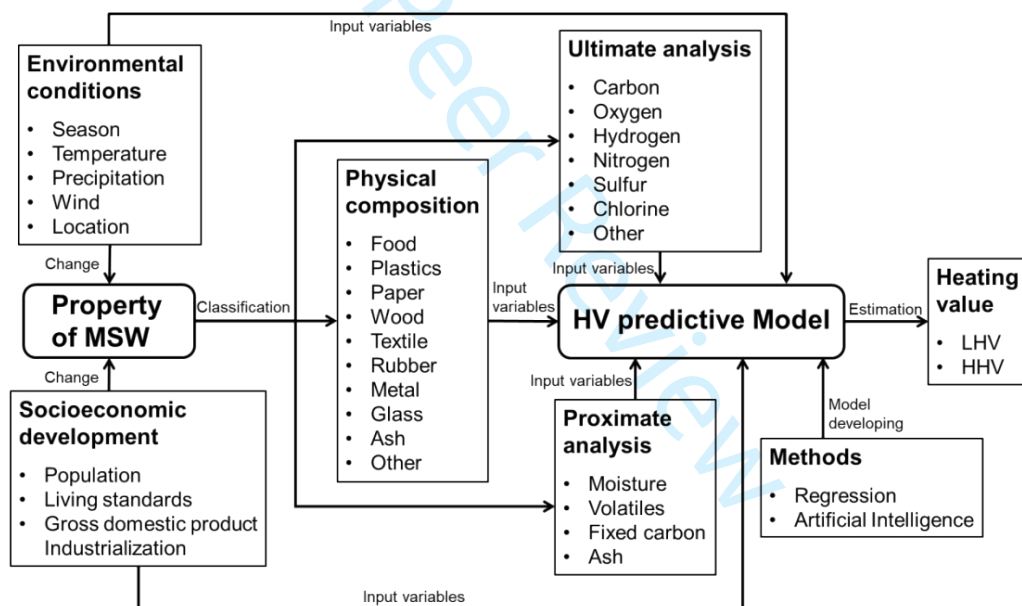 Input variables
Environmental
conditions
• Season
• Temperature
• Precipitation
• Wind
• Location
Change
Property
of MSW
Change
Socioeconomic
development
• Population
• Living standards
• Gross domestic product
Industrialization
Classification
Physical
composition
• Food
• Plastics
• Paper
• Wood
• Textile
• Rubber
• Metal
• Glass
• Ash
• Other
Input
variables
Ultimate analysis
• Carbon
• Oxygen
• Hydrogen
• Nitrogen
• Sulfur
• Chlorine
• Other
Input variables
HV predictive Model
Input variables
Proximate
analysis
• Moisture
• Volatiles
• Fixed carbon
• Ash
Model
developing
Methods
• Regression
• Artificial Intelligence
Estimation
Heating
value
• LHV
• HHV
Input variables
Peer Review